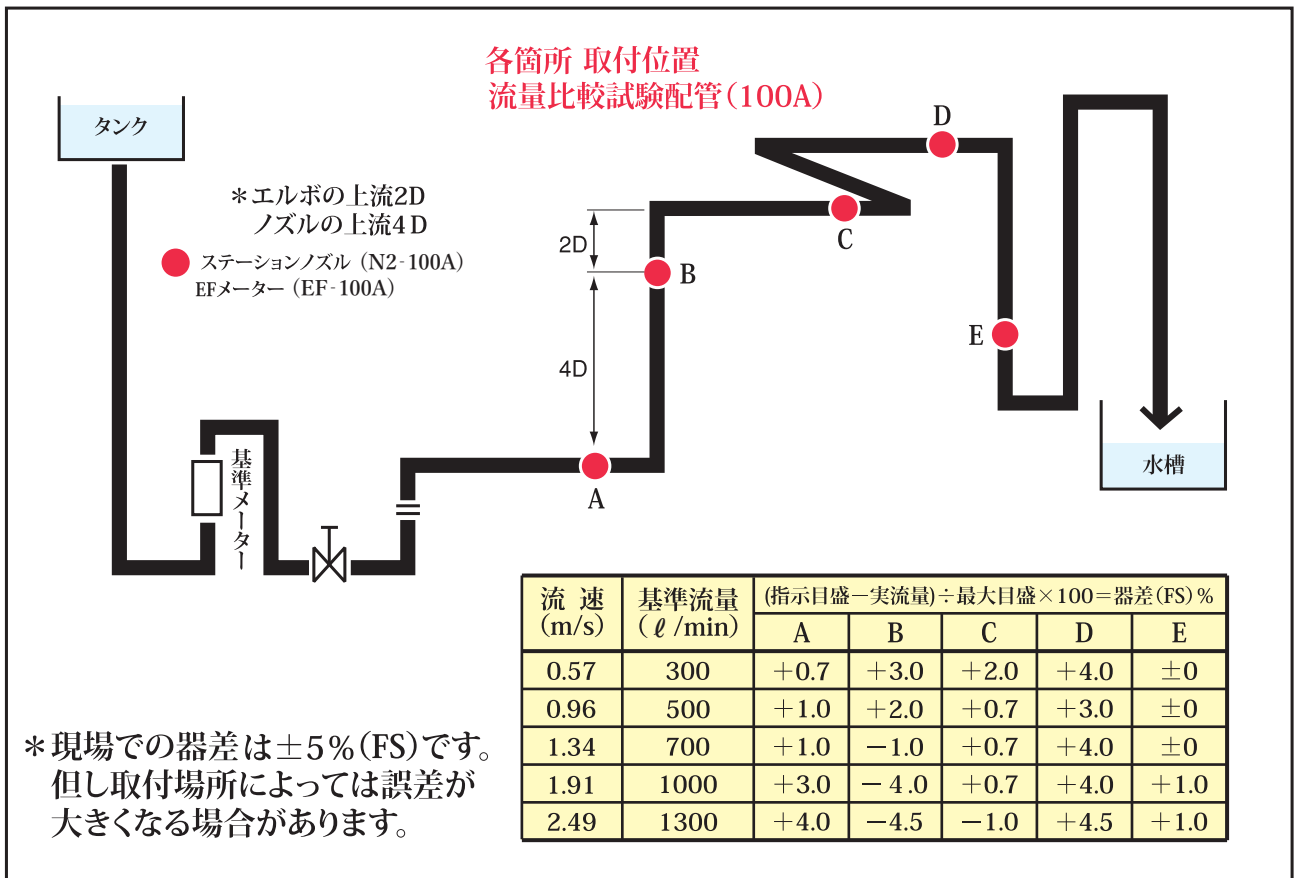 各箇所 取付位置
流量比較試験配管(100A)
タンク
＊エルボの上流2D
ノズルの上流4D
ステーションノズル（N2-100A）
EFメーター（EF-100A）
2D
4D
A
B
C
D
E
基準メーター
水槽
流 速 (m/s) 基準流量 (ℓ/min) (指示目盛－実流量)÷最大目盛×100＝器差(FS)%
A B C D E
0.57 300 +0.7 +3.0 +2.0 +4.0 ±0
0.96 500 +1.0 +2.0 +0.7 +3.0 ±0
1.34 700 +1.0 －1.0 +0.7 +4.0 ±0
1.91 1000 +3.0 －4.0 +0.7 +4.0 +1.0
2.49 1300 +4.0 －4.5 －1.0 +4.5 +1.0
＊現場での器差は±5%(FS)です。
但し取付場所によっては誤差が
大きくなる場合があります。